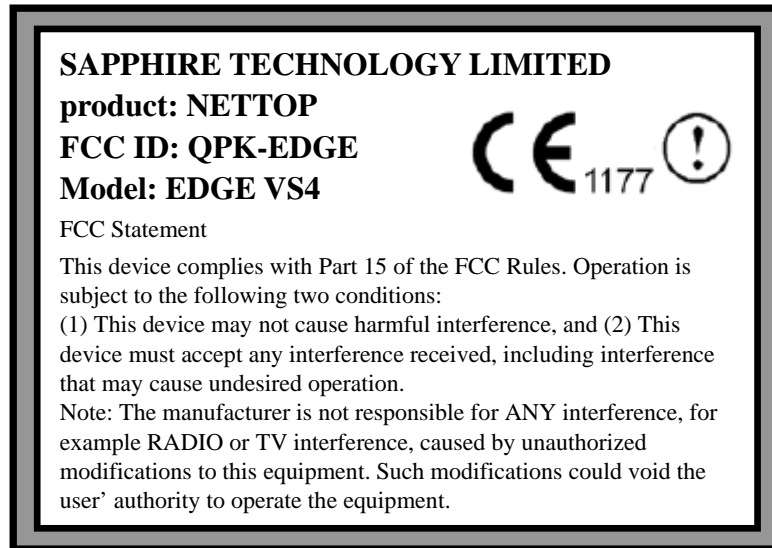 SAPPHIRE TECHNOLOGY LIMITED
product: NETTOP
FCC ID: QPK-EDGE
Model: EDGE VS4
CE 1177 !
FCC Statement
This device complies with Part 15 of the FCC Rules. Operation is
subject to the following two conditions:
(1) This device may not cause harmful interference, and (2) This
device must accept any interference received, including interference
that may cause undesired operation.
Note: The manufacturer is not responsible for ANY interference, for
example RADIO or TV interference, caused by unauthorized
modifications to this equipment. Such modifications could void the
user’ authority to operate the equipment.